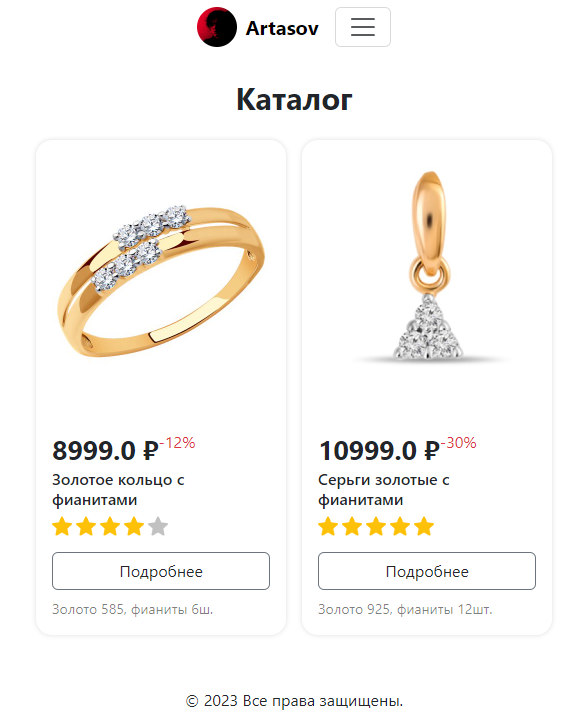 Artasov
Каталог
8999.0 ₽-12%
Золотое кольцо с
фианитами
Подробнее
Золото 585, фианиты 6ш.
10999.0 ₽-30%
Серьги золотые с
фианитами
Подробнее
Золото 925, фианиты 12шт.
© 2023 Все права защищены.